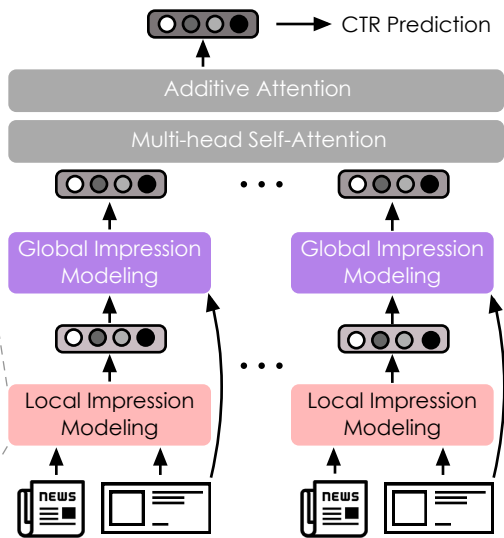 CTR Prediction
Additive Attention
Multi-head Self-Attention
Global Impression
Modeling
Global Impression
Modeling
Local Impression
Modeling
Local Impression
Modeling
NEWS
NEWS